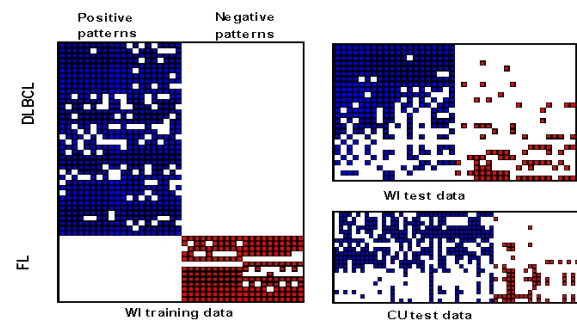 Positive
patterns
Negative
patterns
DLBCL
FL
WI training data
WI test data
CU test data